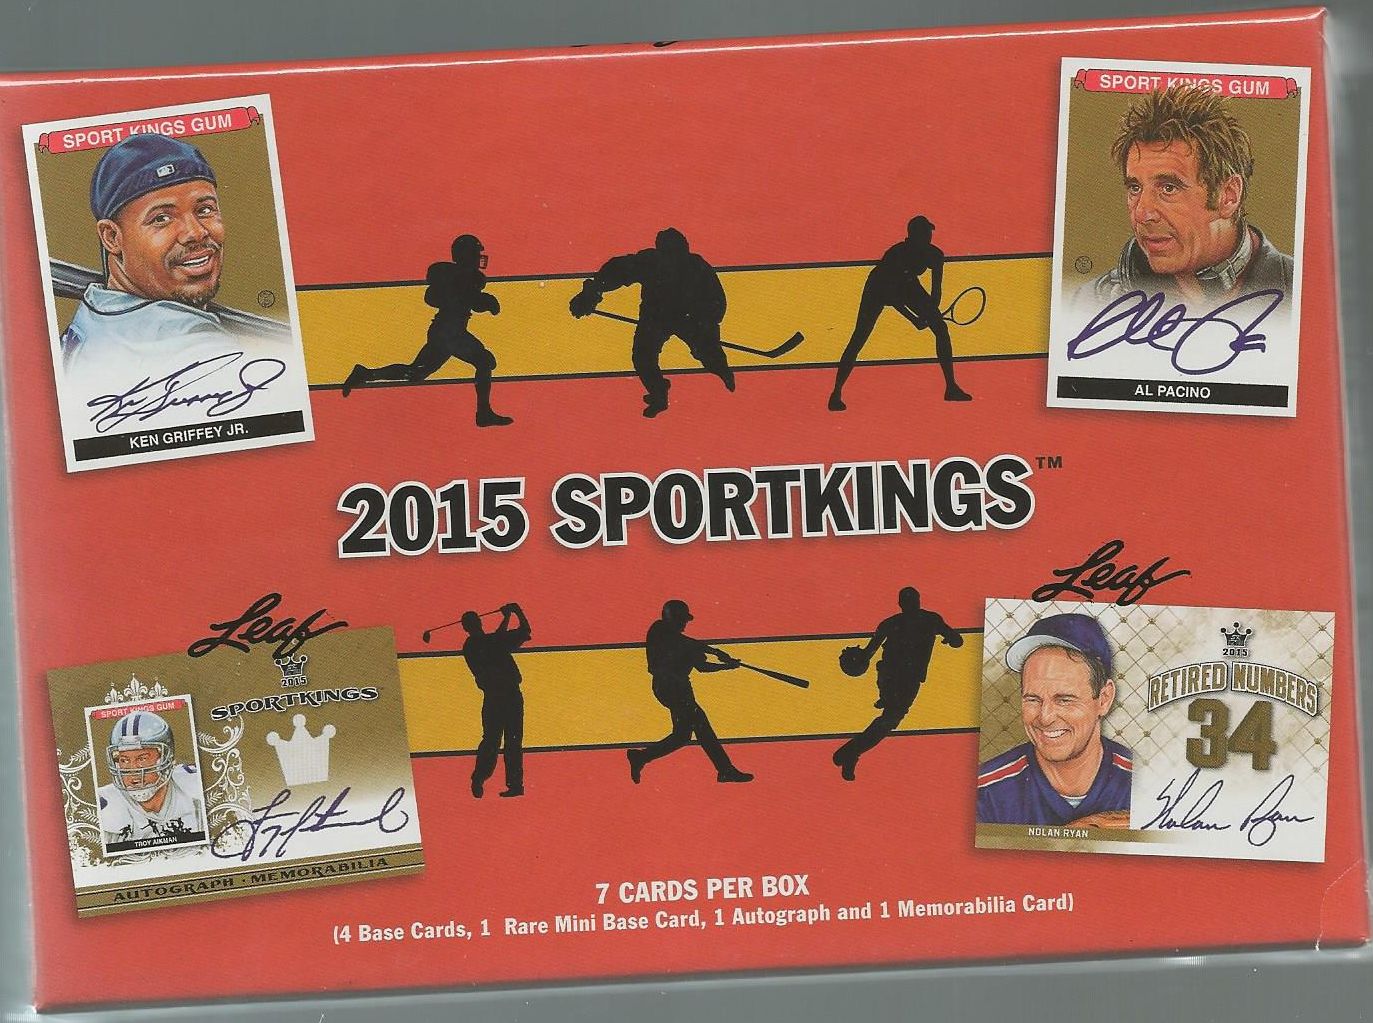 SPORT KINGS GUM
KEN GRIFFEY JR.
SPORT KINGS GUM
AL PACINO
2015 SPORTKINGS™
Leaf
2015
SPORTKINGS
SPORT KINGS GUM
TROY AIKMAN
AUTOGRAPH · MEMORABILIA
Leaf
2015
RETIRED NUMBERS
34
Nolan Ryan
NOLAN RYAN
7 CARDS PER BOX
(4 Base Cards, 1 Rare Mini Base Card, 1 Autograph and 1 Memorabilia Card)